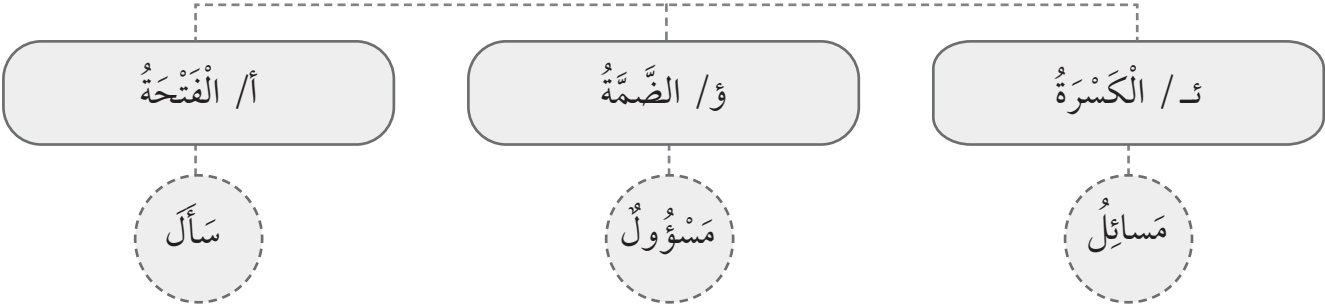 ئـ / الْكَسْرَةُ
ؤ/ الضَّمَّةُ
أ/ الْفَتْحَةُ
مَسائِلُ
مَسْؤُولٌ
سَأَلَ